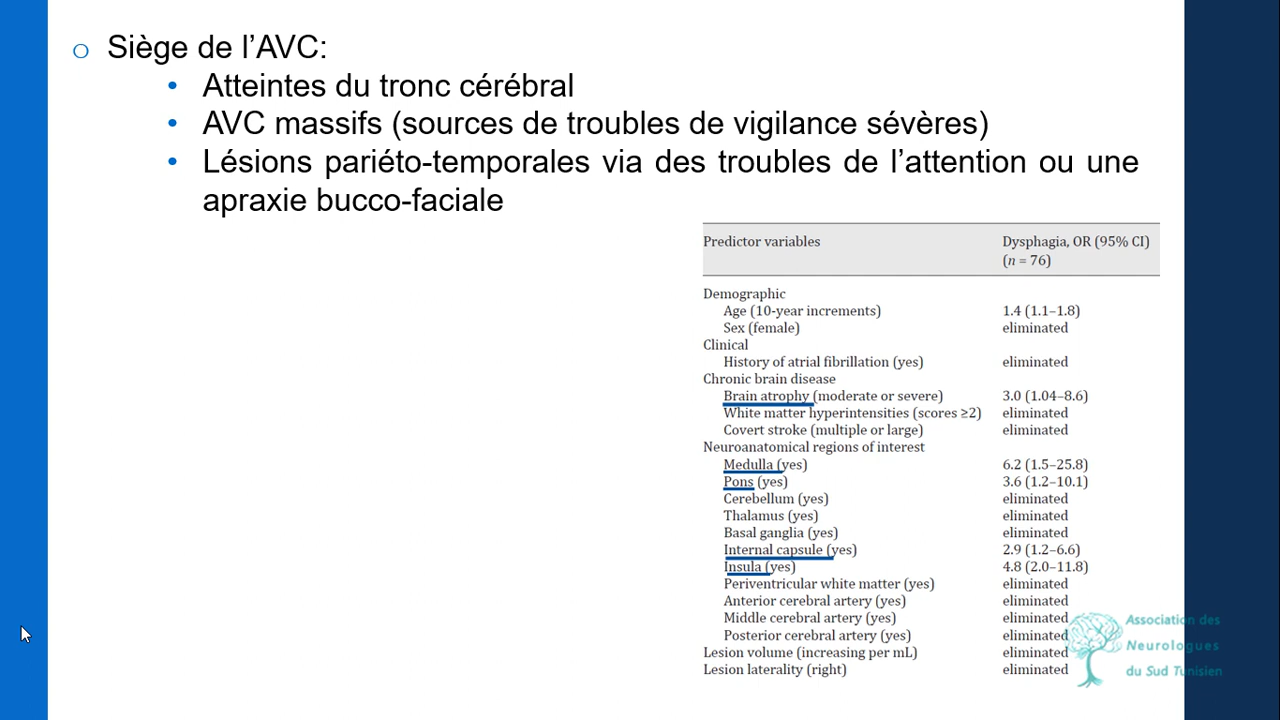 Siège de l’AVC:
Atteintes du tronc cérébral
AVC massifs (sources de troubles de vigilance sévères)
Lésions pariéto-temporales via des troubles de l’attention ou une
apraxie bucco-faciale
Predictor variables Dysphagia, OR (95% CI)
(n = 76)
Demographic
Age (10-year increments) 1.4 (1.1–1.8)
Sex (female) eliminated
Clinical
History of atrial fibrillation (yes) eliminated
Chronic brain disease
Brain atrophy (moderate or severe) 3.0 (1.04–8.6)
White matter hyperintensities (scores ≥2) eliminated
Covert stroke (multiple or large) eliminated
Neuroanatomical regions of interest
Medulla (yes) 6.2 (1.5–25.8)
Pons (yes) 3.6 (1.2–10.1)
Cerebellum (yes) eliminated
Thalamus (yes) eliminated
Basal ganglia (yes) eliminated
Internal capsule (yes) 2.9 (1.2–6.6)
Insula (yes) 4.8 (2.0–11.8)
Periventricular white matter (yes) eliminated
Anterior cerebral artery (yes) eliminated
Middle cerebral artery (yes) eliminated
Posterior cerebral artery (yes) eliminated
Lesion volume (increasing per mL) eliminated
Lesion laterality (right) eliminated
Association des
Neurologues
du Sud Tunisien